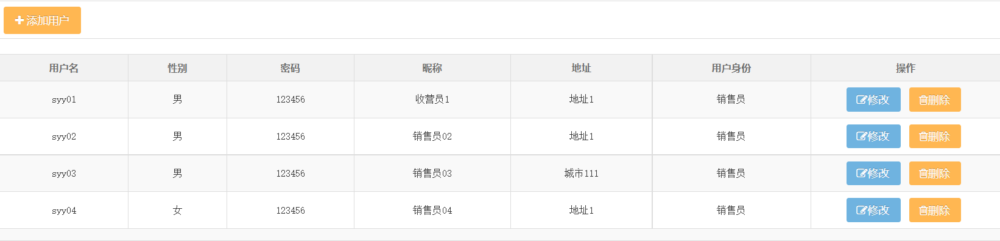 添加用户
用户名 性别 密码 昵称 地址 用户身份 操作
syy01 男 123456 收营员1 地址1 销售员 修改 删除
syy02 男 123456 销售员02 地址1 销售员 修改 删除
syy03 男 123456 销售员03 城市111 销售员 修改 删除
syy04 女 123456 销售员04 地址1 销售员 修改 删除